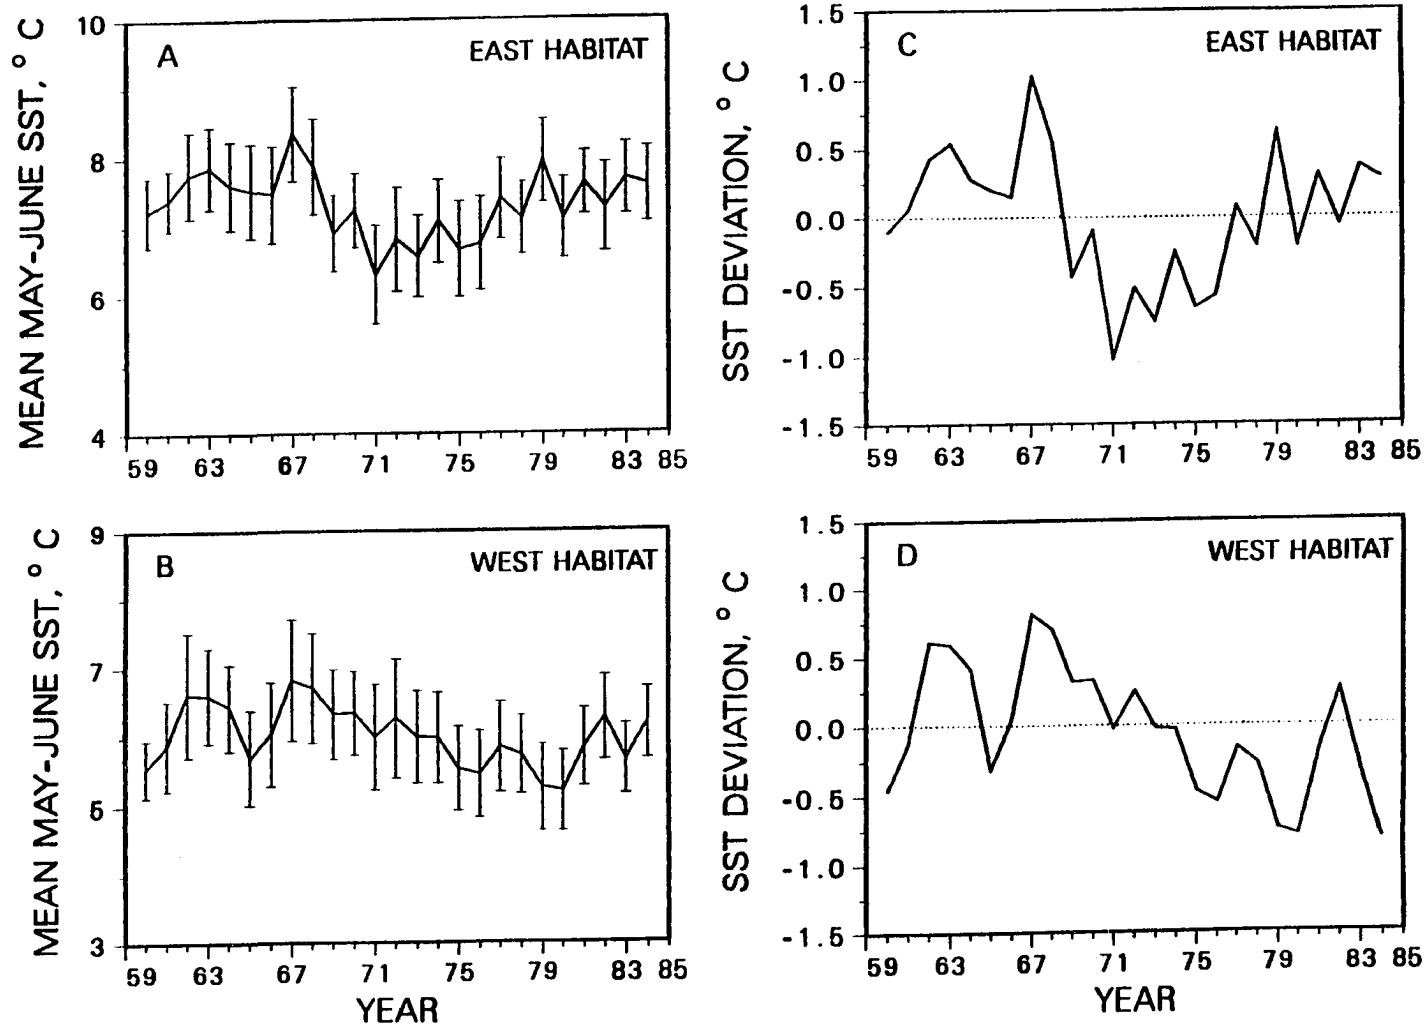 MEAN MAY-JUNE SST, ° C
10
8
6
4
A
EAST HABITAT
59 63 67 71 75 79 83 85
SST DEVIATION, ° C
1.5
1.0
0.5
0.0
-0.5
-1.0
-1.5
C
EAST HABITAT
59 63 67 71 75 79 83 85
MEAN MAY-JUNE SST, ° C
9
7
5
3
B
WEST HABITAT
59 63 67 71 75 79 83 85
YEAR
SST DEVIATION, ° C
1.5
1.0
0.5
0.0
-0.5
-1.0
-1.5
D
WEST HABITAT
59 63 67 71 75 79 83 85
YEAR